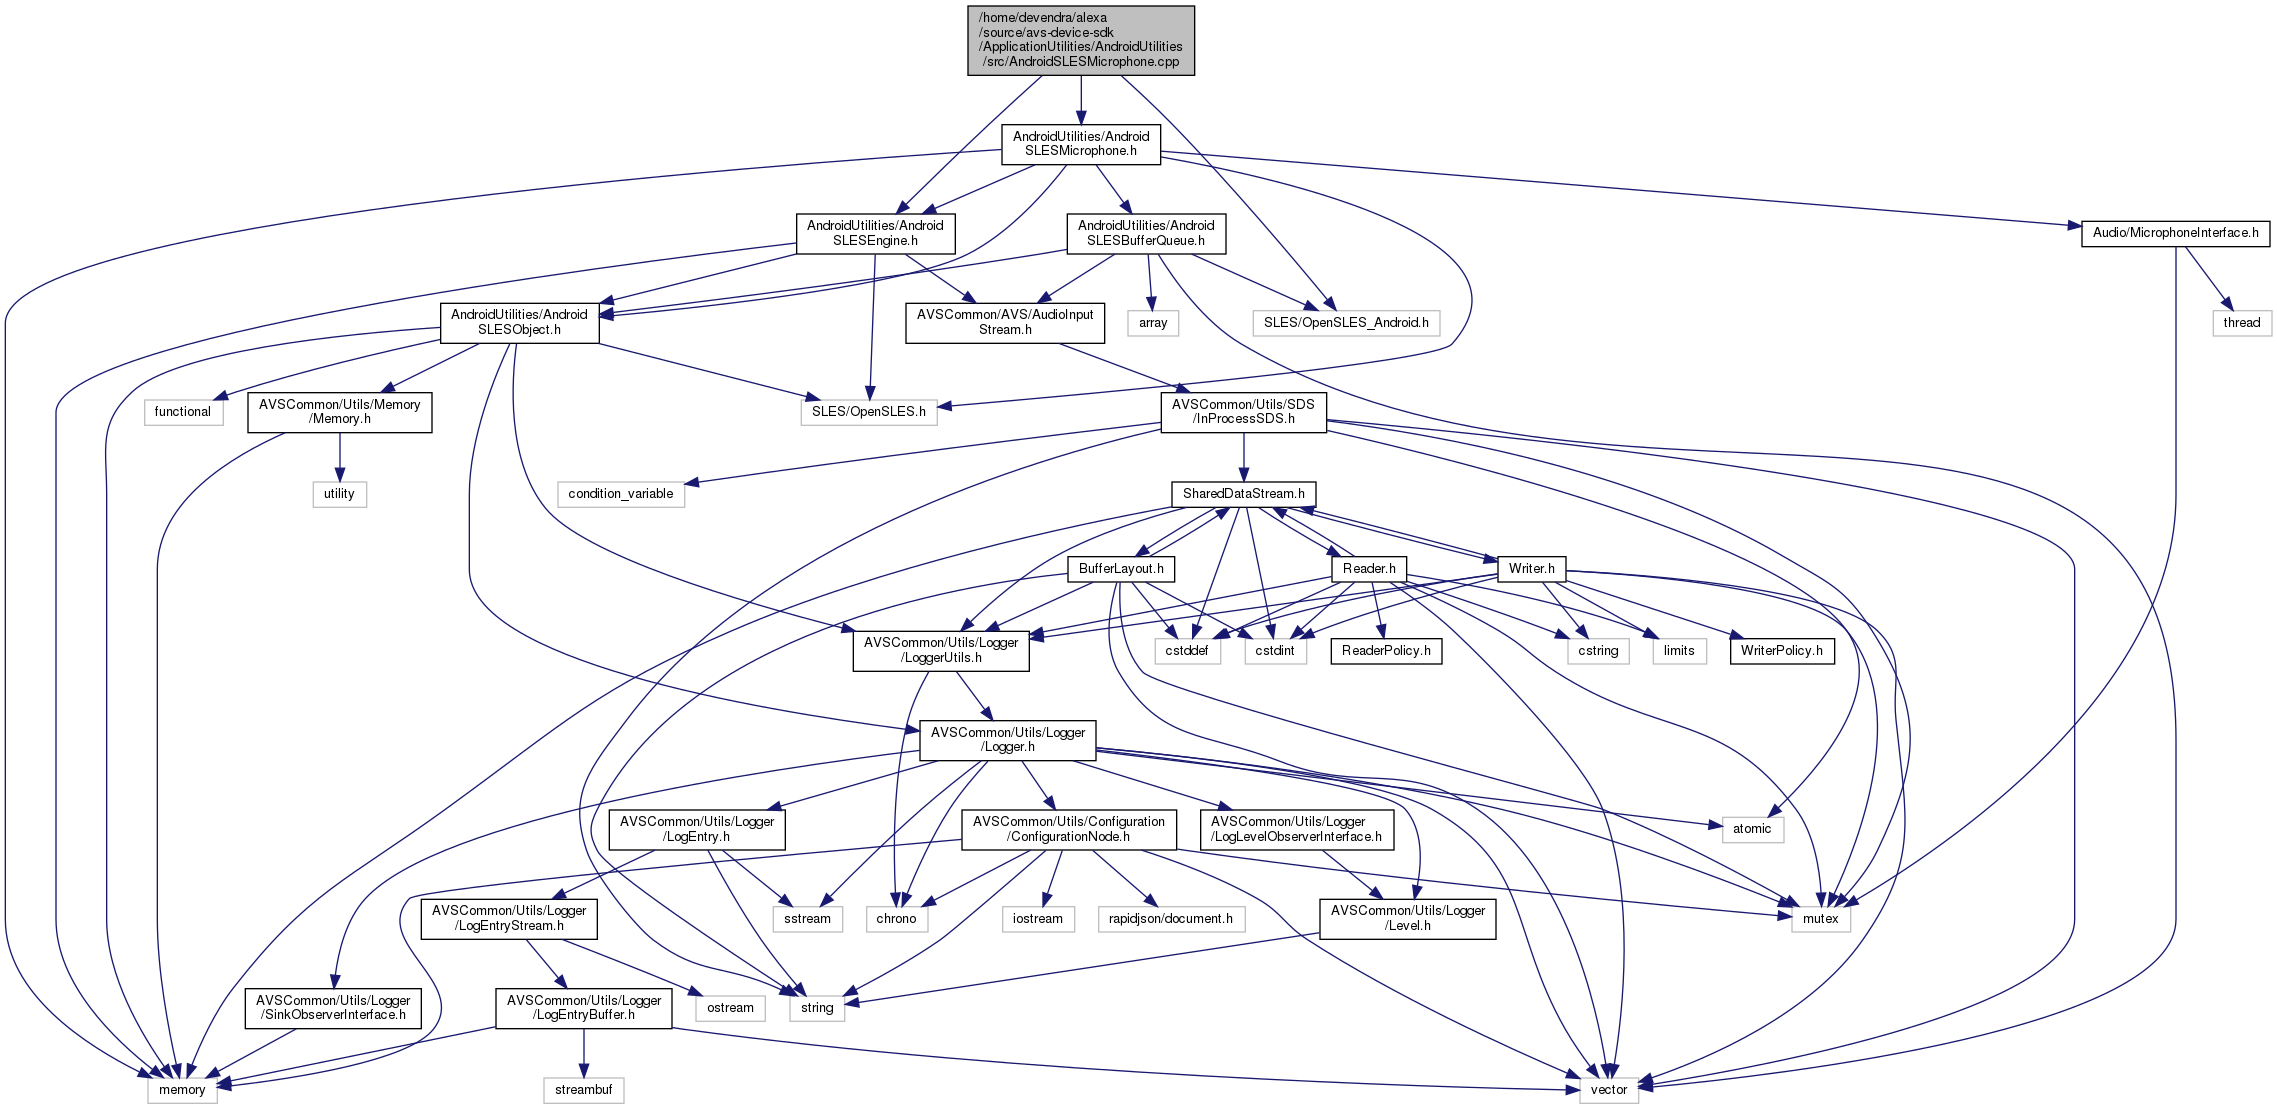 /home/devendra/alexa
/source/avs-device-sdk
/ApplicationUtilities/AndroidUtilities
/src/AndroidSLESMicrophone.cpp
AndroidUtilities/Android
SLESMicrophone.h
AndroidUtilities/Android
SLESEngine.h
AndroidUtilities/Android
SLESBufferQueue.h
Audio/MicrophoneInterface.h
AndroidUtilities/Android
SLESObject.h
AVSCommon/AVS/AudioInput
Stream.h
array
SLES/OpenSLES_Android.h
thread
functional
AVSCommon/Utils/Memory
/Memory.h
SLES/OpenSLES.h
AVSCommon/Utils/SDS
/InProcessSDS.h
utility
condition_variable
SharedDataStream.h
BufferLayout.h
Reader.h
Writer.h
AVSCommon/Utils/Logger
/LoggerUtils.h
cstddef
cstdint
ReaderPolicy.h
cstring
limits
WriterPolicy.h
AVSCommon/Utils/Logger
/Logger.h
AVSCommon/Utils/Logger
/LogEntry.h
AVSCommon/Utils/Configuration
/ConfigurationNode.h
AVSCommon/Utils/Logger
/LogLevelObserverInterface.h
atomic
AVSCommon/Utils/Logger
/LogEntryStream.h
sstream
chrono
iostream
rapidjson/document.h
AVSCommon/Utils/Logger
/Level.h
mutex
AVSCommon/Utils/Logger
/SinkObserverInterface.h
AVSCommon/Utils/Logger
/LogEntryBuffer.h
ostream
string
memory
streambuf
vector